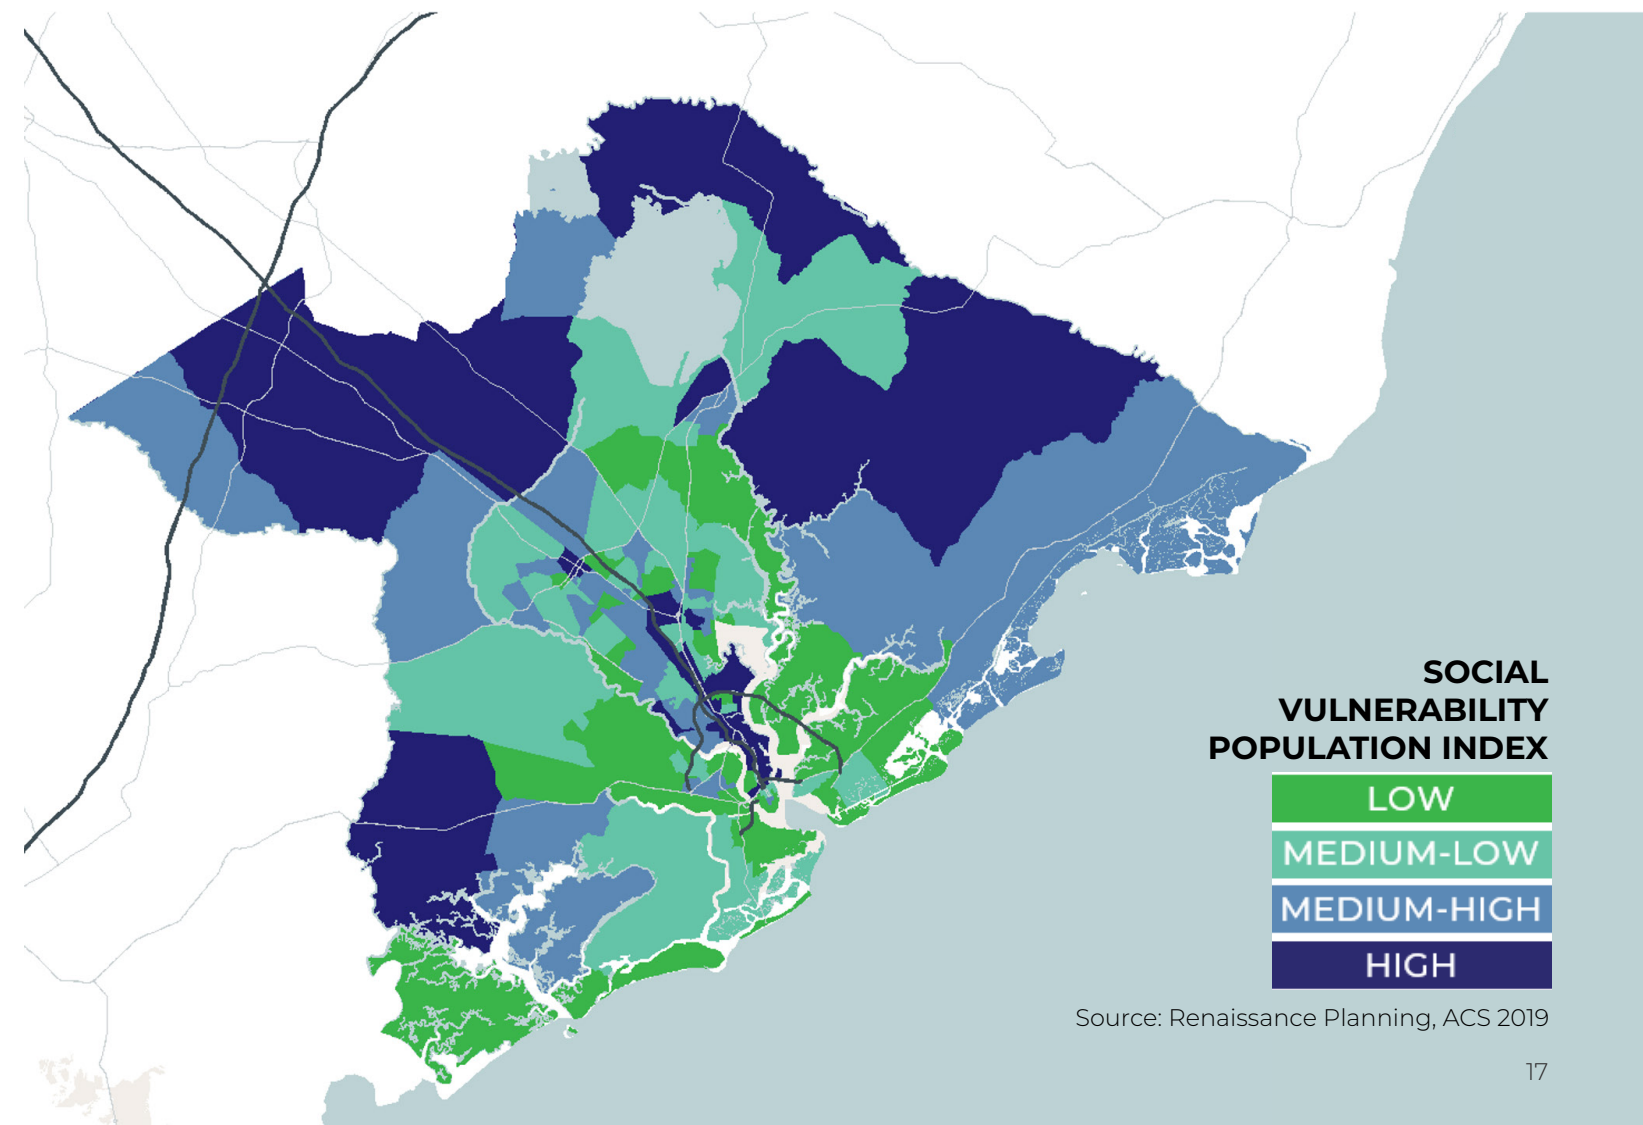 SOCIAL
VULNERABILITY
POPULATION INDEX
LOW
MEDIUM-LOW
MEDIUM-HIGH
HIGH
Source: Renaissance Planning, ACS 2019
17